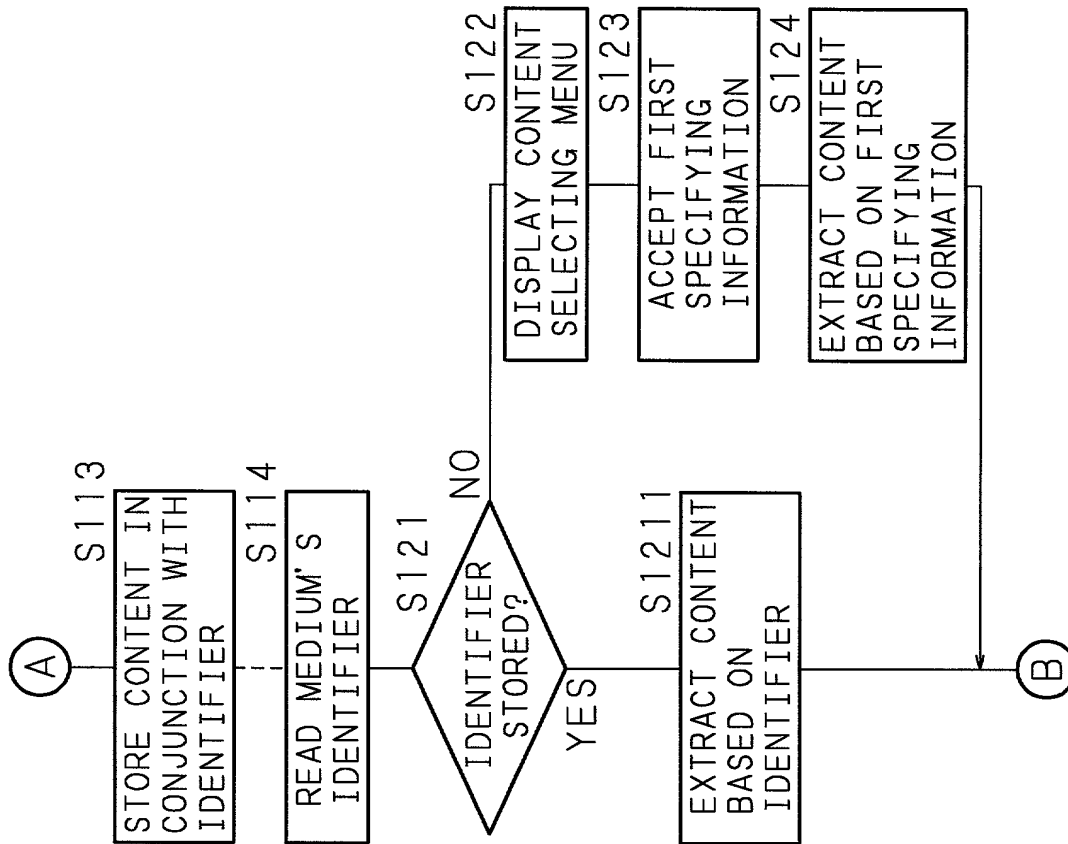 A
S113
STORE CONTENT IN
CONJUNCTION WITH
IDENTIFIER
S114
READ MEDIUM'S
IDENTIFIER
S121
IDENTIFIER
STORED?
NO
YES
S1211
EXTRACT CONTENT
BASED ON
IDENTIFIER
S122
DISPLAY CONTENT
SELECTING MENU
S123
ACCEPT FIRST
SPECIFYING
INFORMATION
S124
EXTRACT CONTENT
BASED ON FIRST
SPECIFYING
INFORMATION
B